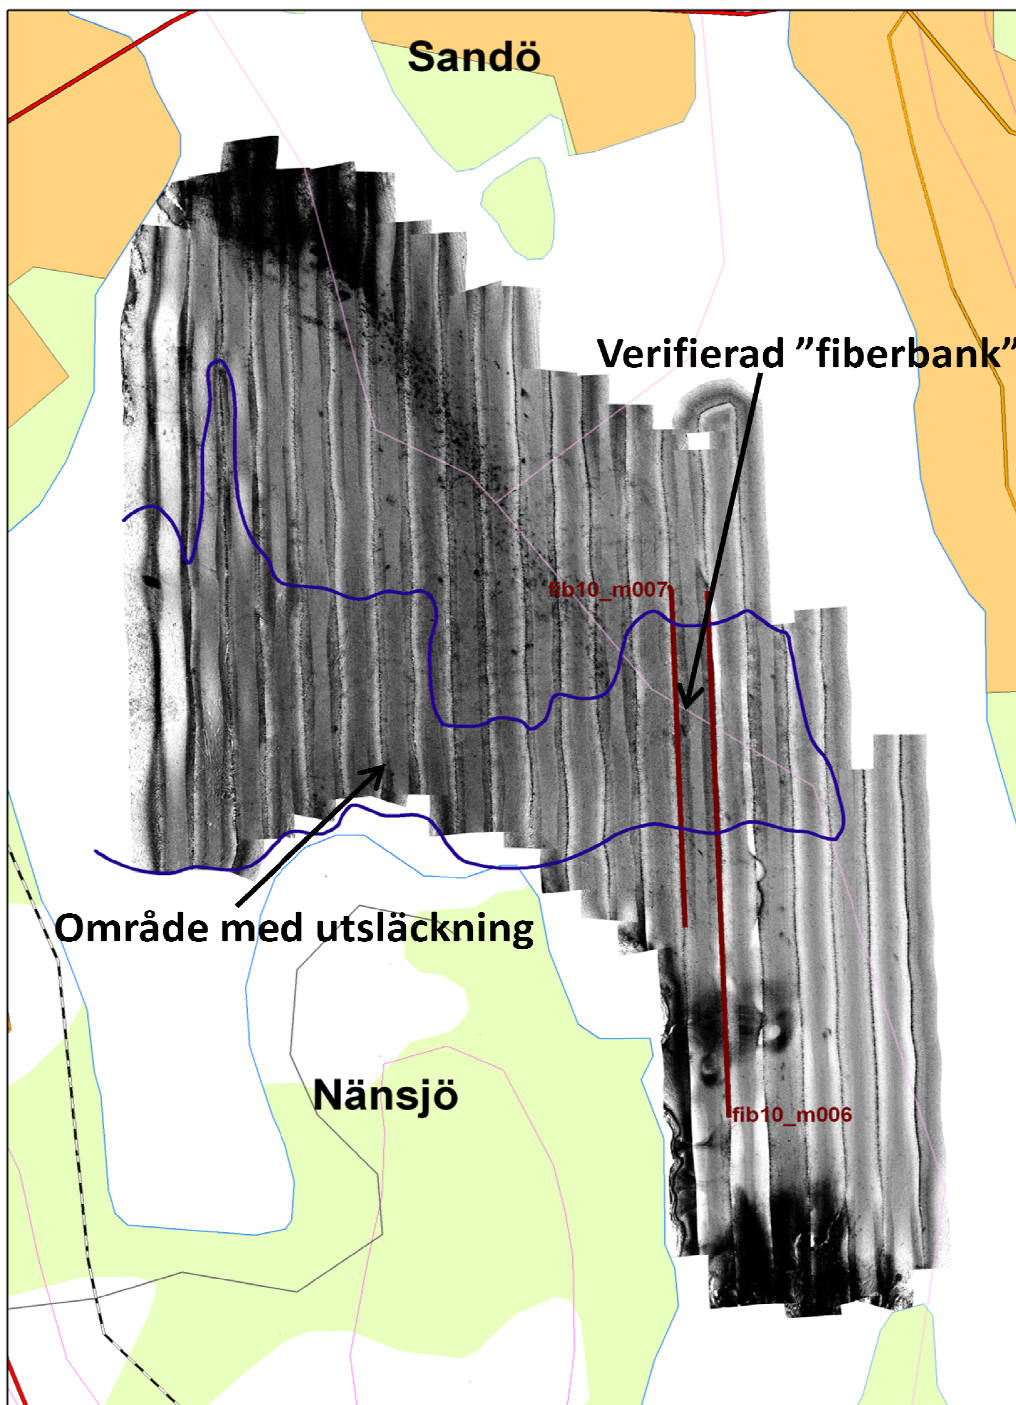 Sandö
Verifierad ”fiberbank”
fib10_m007
Område med utsläckning
Nänsjö
fib10_m006